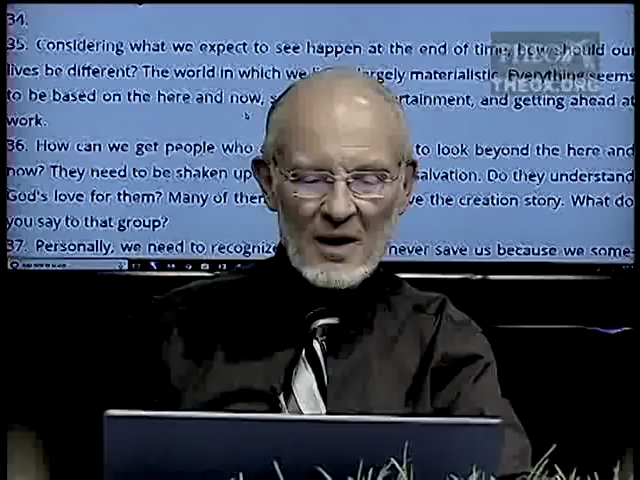 34.
35. Considering what we expect to see happen at the end of time, how should our
lives be different? The world in which we largely materialistic. Everything seems
to be based on the here and now, and getting ahead at
work.
36. How can we get people who to look beyond the here and
now? They need to be shaken up salvation. Do they understand
God's love for them? Many of the creation story. What do
you say to that group?
37. Personally, we need to recognize never save us because we some-
THEOX.ORG